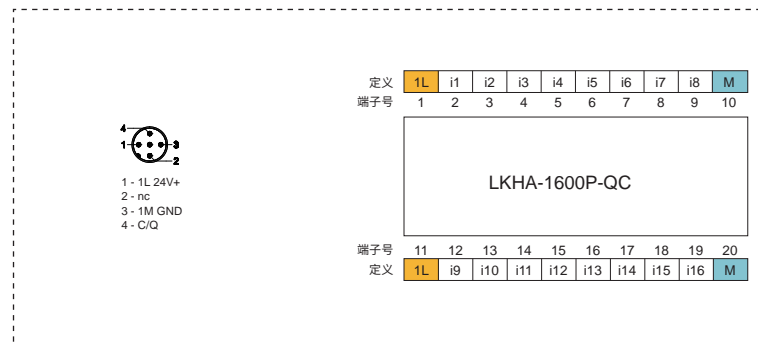 定义 1L i1 i2 i3 i4 i5 i6 i7 i8 M
端子号 1 2 3 4 5 6 7 8 9 10
4
1 3
2
1 - 1L 24V+
2 - nc
3 - 1M GND
4 - C/Q
LKHA-1600P-QC
端子号 11 12 13 14 15 16 17 18 19 20
定义 1L i9 i10 i11 i12 i13 i14 i15 i16 M